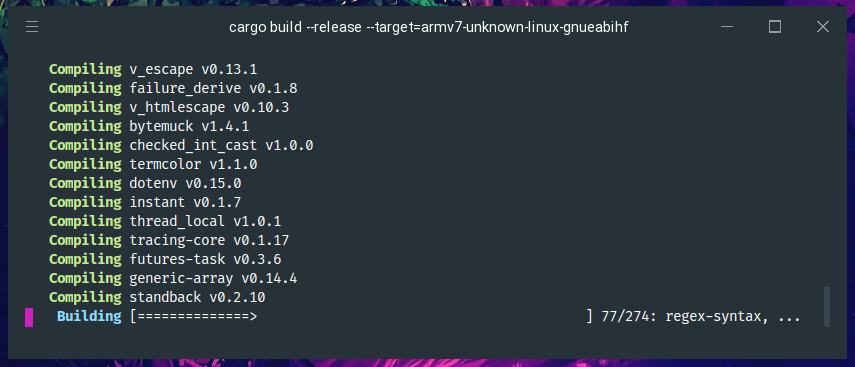 cargo build --release --target=armv7-unknown-linux-gnueabihf
Compiling v_escape v0.13.1
Compiling failure_derive v0.1.8
Compiling v_htmlescape v0.10.3
Compiling bytemuck v1.4.1
Compiling checked_int_cast v1.0.0
Compiling termcolor v1.1.0
Compiling dotenv v0.15.0
Compiling instant v0.1.7
Compiling thread_local v1.0.1
Compiling tracing-core v0.1.17
Compiling futures-task v0.3.6
Compiling generic-array v0.14.4
Compiling standback v0.2.10
Building [==============>                                        ] 77/274: regex-syntax, ...